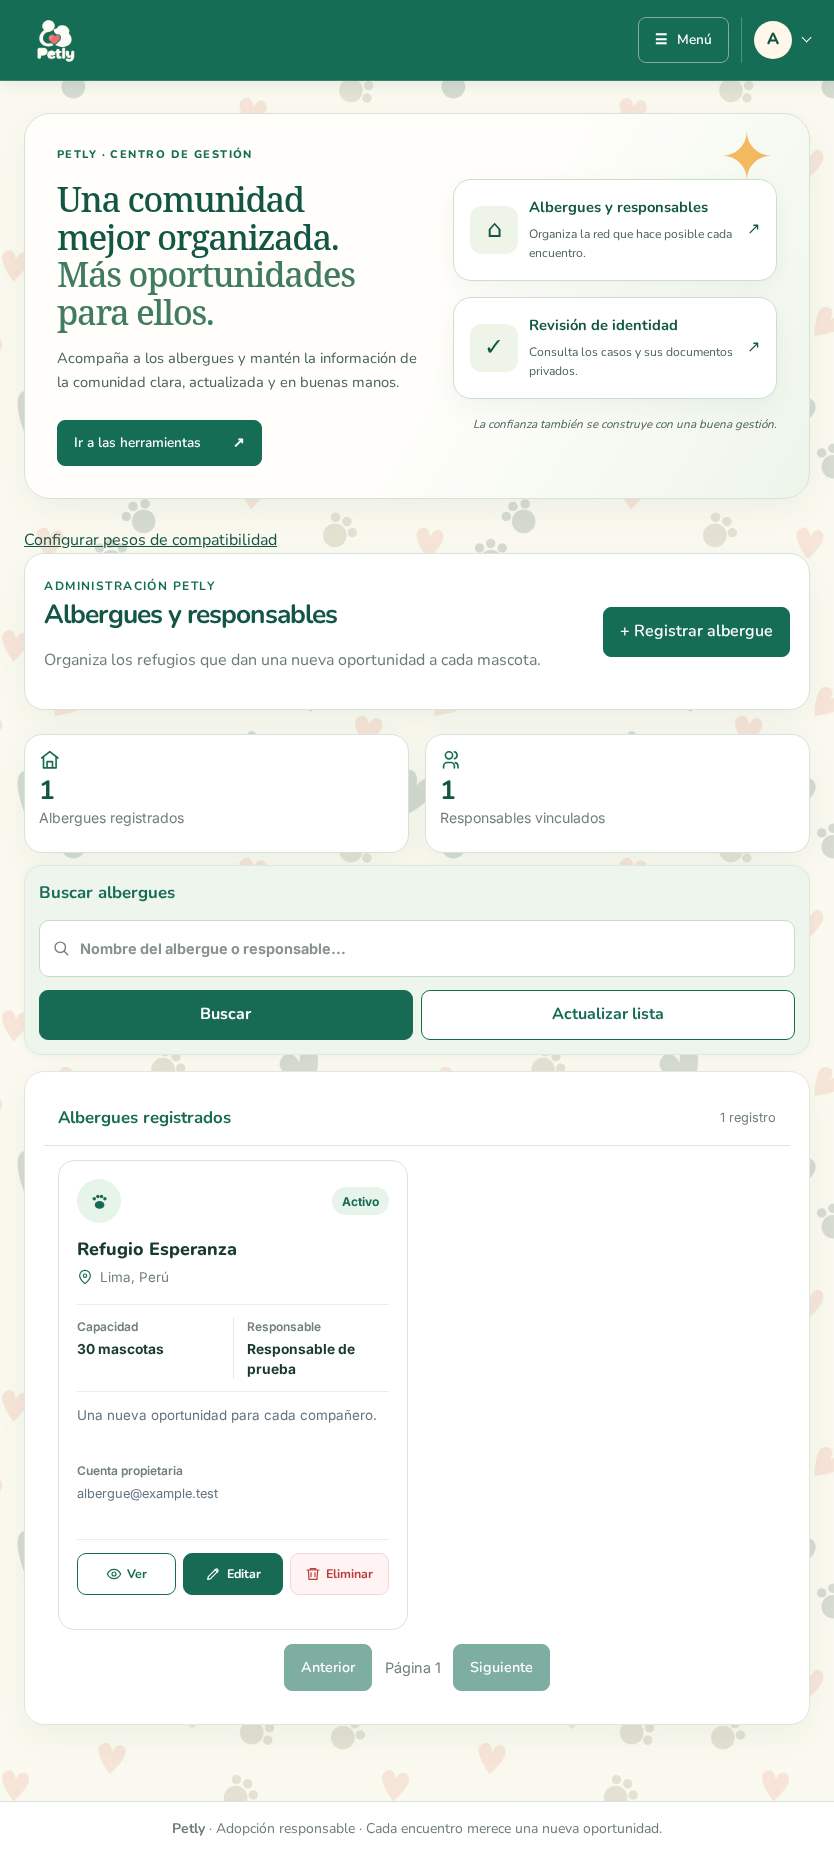 Petly
☰ Menú
A
PETLY · CENTRO DE GESTIÓN
Una comunidad
mejor organizada.
Más oportunidades
para ellos.
Acompaña a los albergues y mantén la información de
la comunidad clara, actualizada y en buenas manos.
Ir a las herramientas ↗
Albergues y responsables
Organiza la red que hace posible cada
encuentro.
↗
Revisión de identidad
Consulta los casos y sus documentos
privados.
↗
La confianza también se construye con una buena gestión.
Configurar pesos de compatibilidad
ADMINISTRACIÓN PETLY
Albergues y responsables
Organiza los refugios que dan una nueva oportunidad a cada mascota.
+ Registrar albergue
1
Albergues registrados
1
Responsables vinculados
Buscar albergues
Nombre del albergue o responsable...
Buscar
Actualizar lista
Albergues registrados
1 registro
Activo
Refugio Esperanza
Lima, Perú
Capacidad
30 mascotas
Responsable
Responsable de
prueba
Una nueva oportunidad para cada compañero.
Cuenta propietaria
albergue@example.test
Ver
Editar
Eliminar
Anterior
Página 1
Siguiente
Petly · Adopción responsable · Cada encuentro merece una nueva oportunidad.